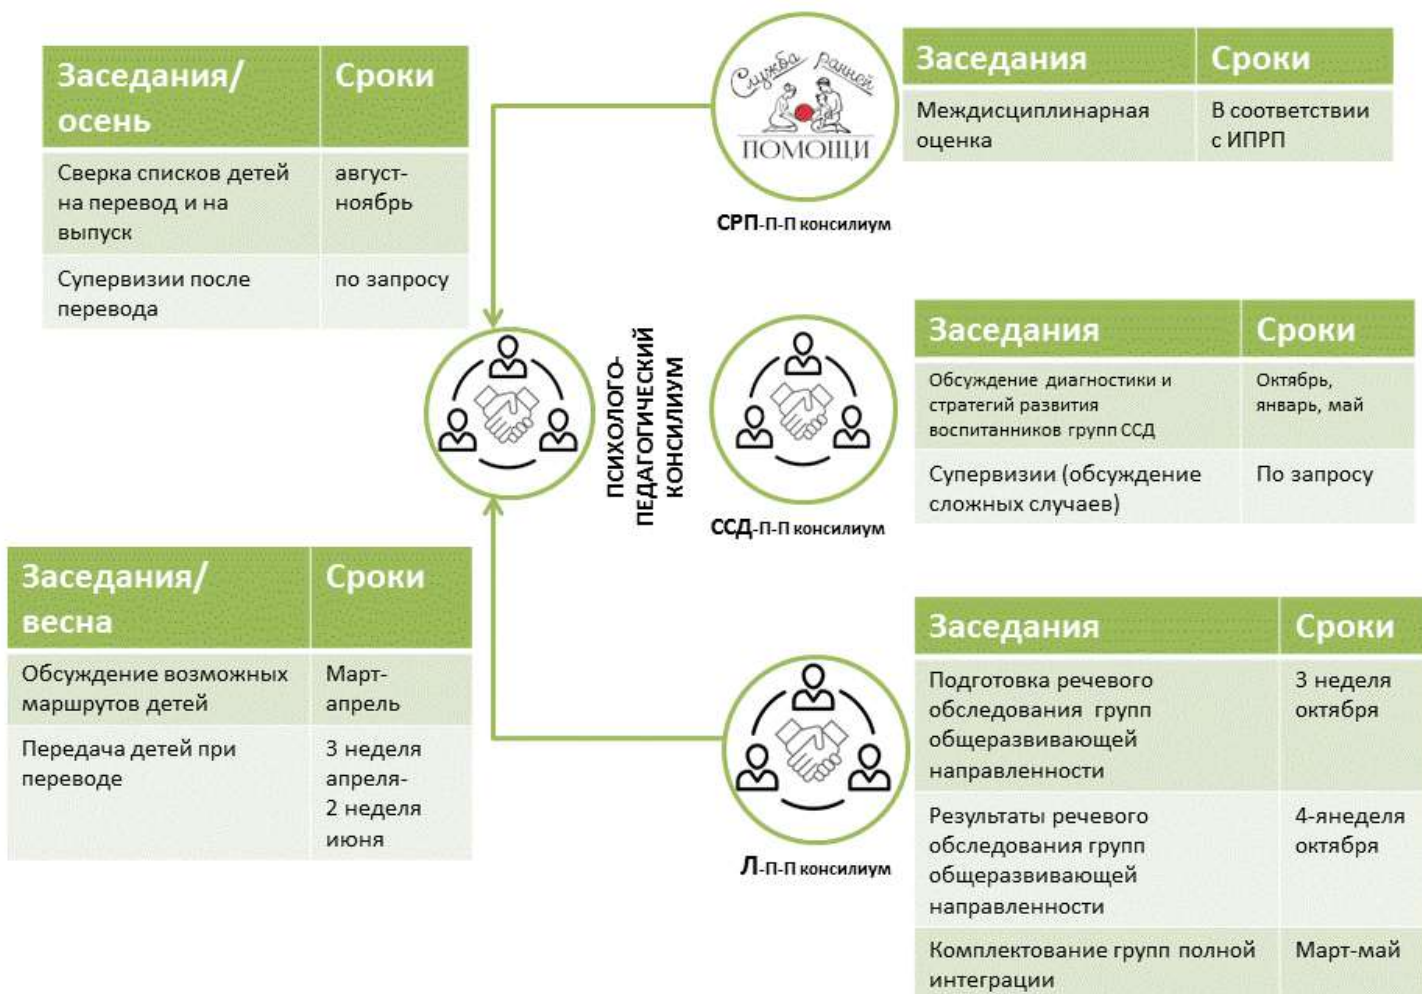 Заседания/ Сроки
осень
Сверка списков детей август-
на перевод и на ноябрь
выпуск
Супервизии после по запросу
перевода
Служба ранней
ПОМОЩИ
СРП-П-П консилиум
Заседания Сроки
Междисциплинарная В соответствии
оценка с ИПРП
ПСИХОЛОГО-
ПЕДАГОГИЧЕСКИЙ
КОНСИЛИУМ
ССД-П-П консилиум
Заседания Сроки
Обсуждение диагностики и Октябрь,
стратегий развития январь, май
воспитанников групп ССД
Супервизии (обсуждение По запросу
сложных случаев)
Заседания/ Сроки
весна
Обсуждение возможных Март-
маршрутов детей апрель
Передача детей при 3 неделя
переводе апреля-
2 неделя
июня
Л-П-П консилиум
Заседания Сроки
Подготовка речевого 3 неделя
обследования групп октября
общеразвивающей
направленности
Результаты речевого 4-янеделя
обследования групп октября
общеразвивающей
направленности
Комплектование групп полной Март-май
интеграции